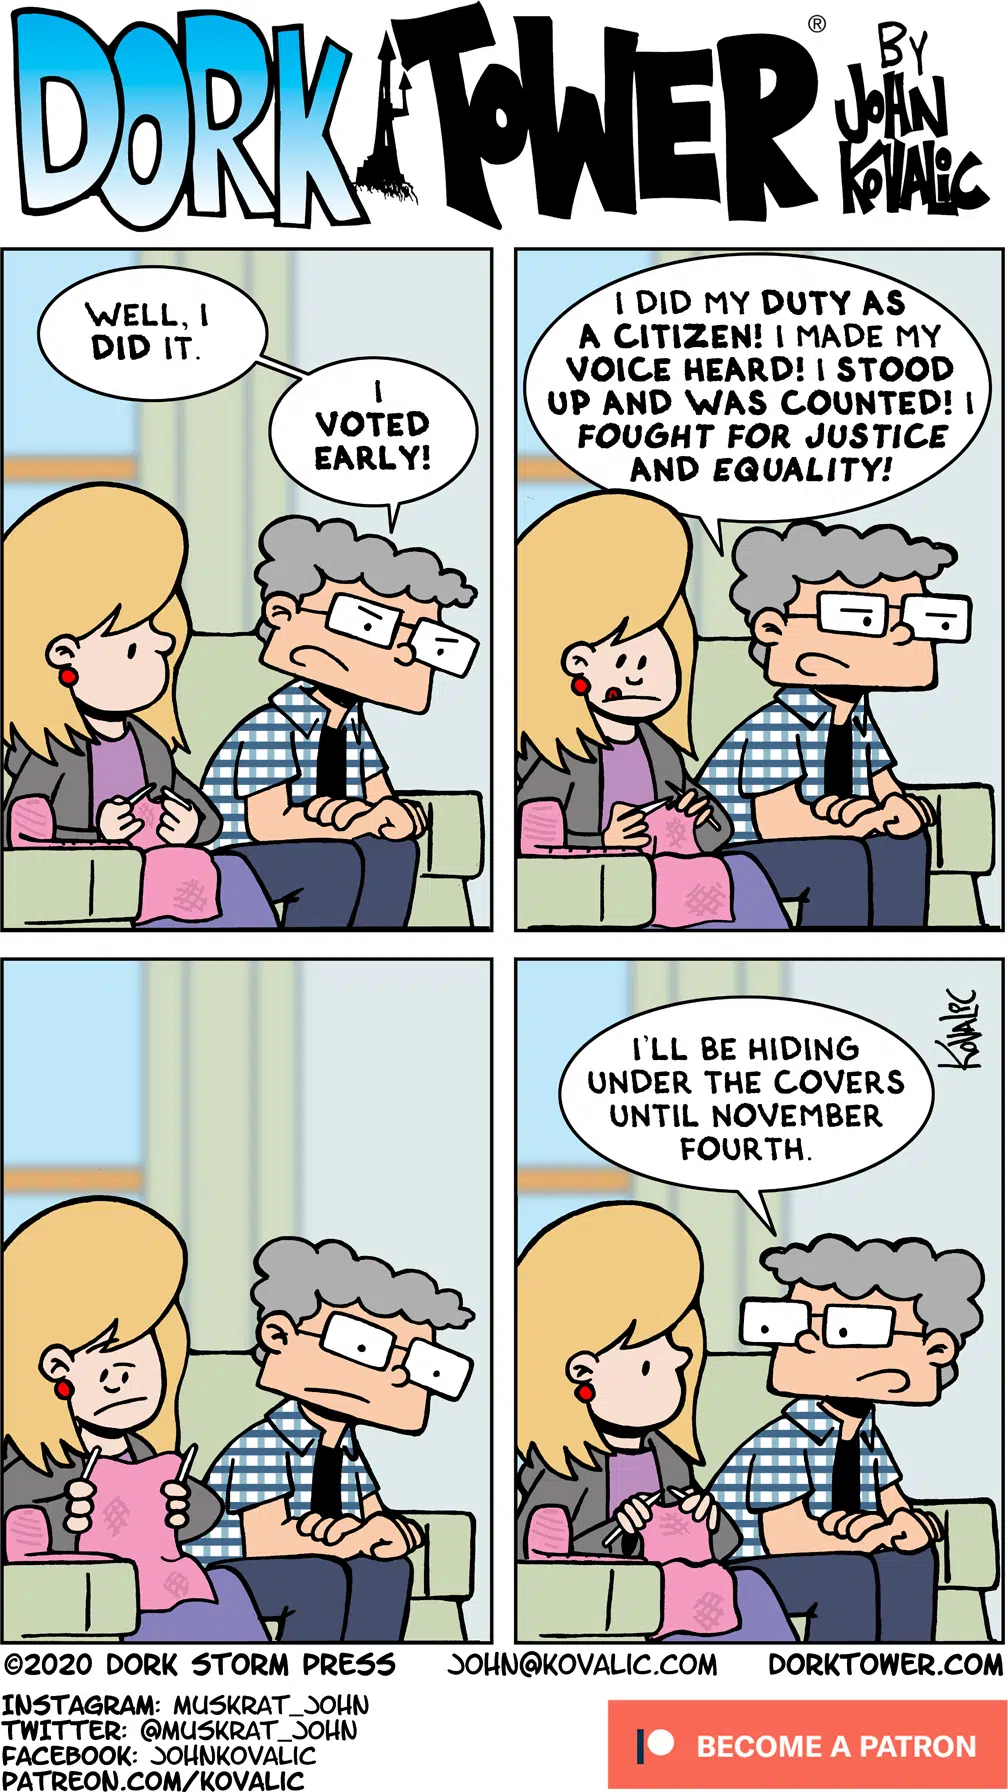 DORK TOWER®
BY
JOHN
KOVALIC
WELL, I
DID IT.
I
VOTED
EARLY!
I DID MY DUTY AS
A CITIZEN! I MADE MY
VOICE HEARD! I STOOD
UP AND WAS COUNTED! I
FOUGHT FOR JUSTICE
AND EQUALITY!
I'LL BE HIDING
UNDER THE COVERS
UNTIL NOVEMBER
FOURTH.
KOVALIC
©2020 DORK STORM PRESS JOHN@KOVALIC.COM DORKTOWER.COM
INSTAGRAM: MUSKRAT_JOHN
TWITTER: @MUSKRAT_JOHN
FACEBOOK: JOHNKOVALIC
PATREON.COM/KOVALIC
BECOME A PATRON